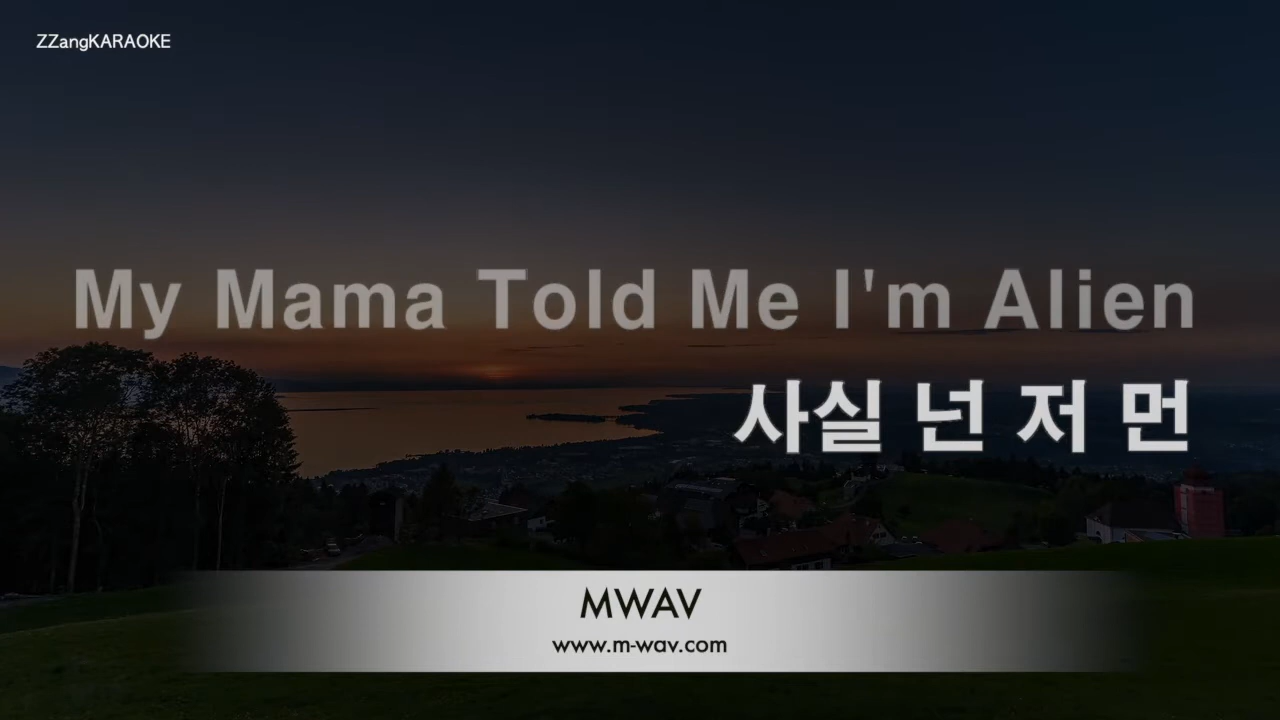 ZZangKARAOKE
My Mama Told Me I'm Alien
사실 넌 저 먼
MWAV
www.m-wav.com